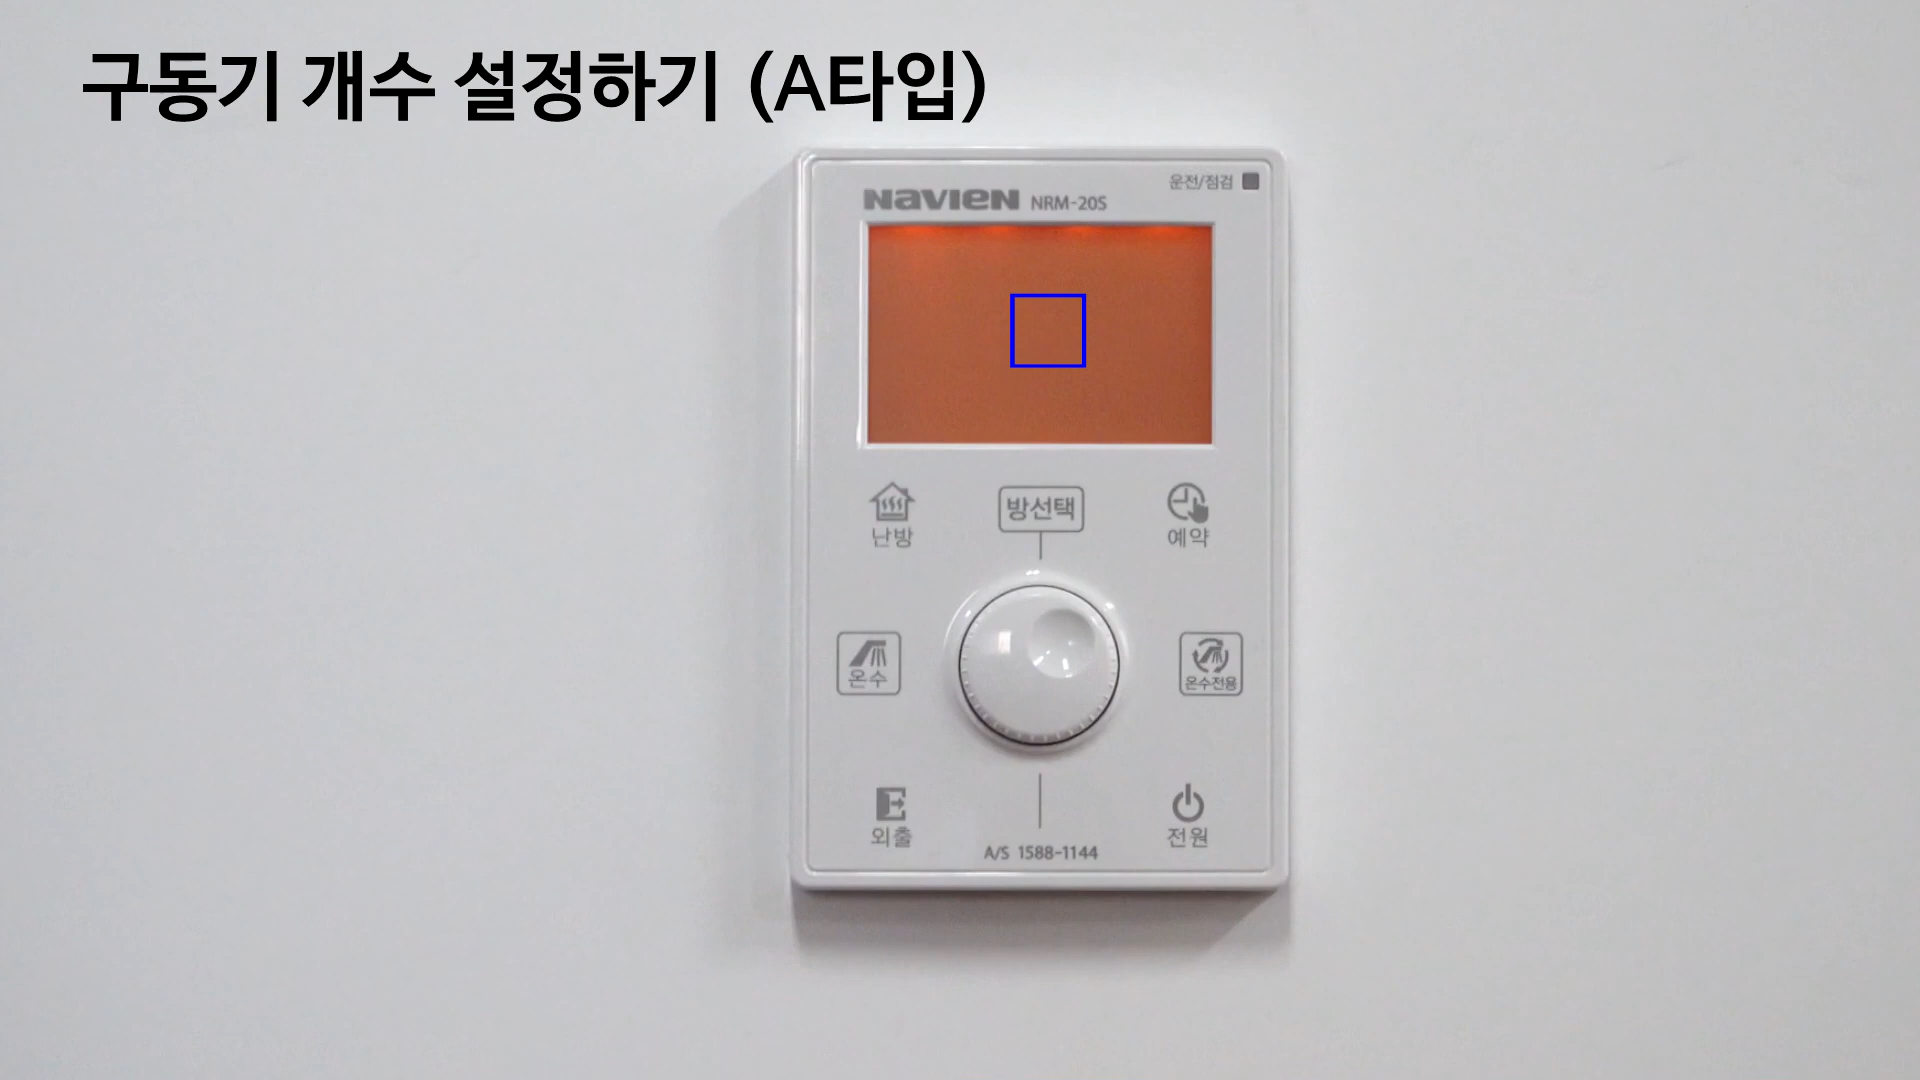 구동기 개수 설정하기 (A타입)
운전/점검
NAVIEN NRM-20S
난방
방선택
예약
온수
온수전용
외출
전원
A/S 1588-1144